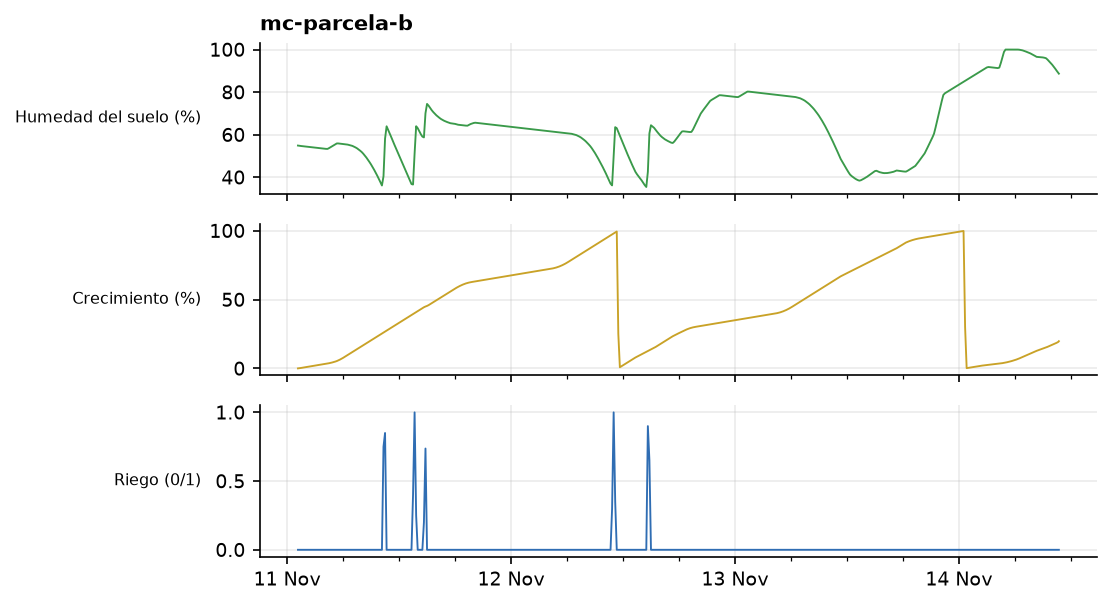 mc-parcela-b
Humedad del suelo (%)
100
80
60
40
Crecimiento (%)
100
50
0
Riego (0/1)
1.0
0.5
0.0
11 Nov
12 Nov
13 Nov
14 Nov